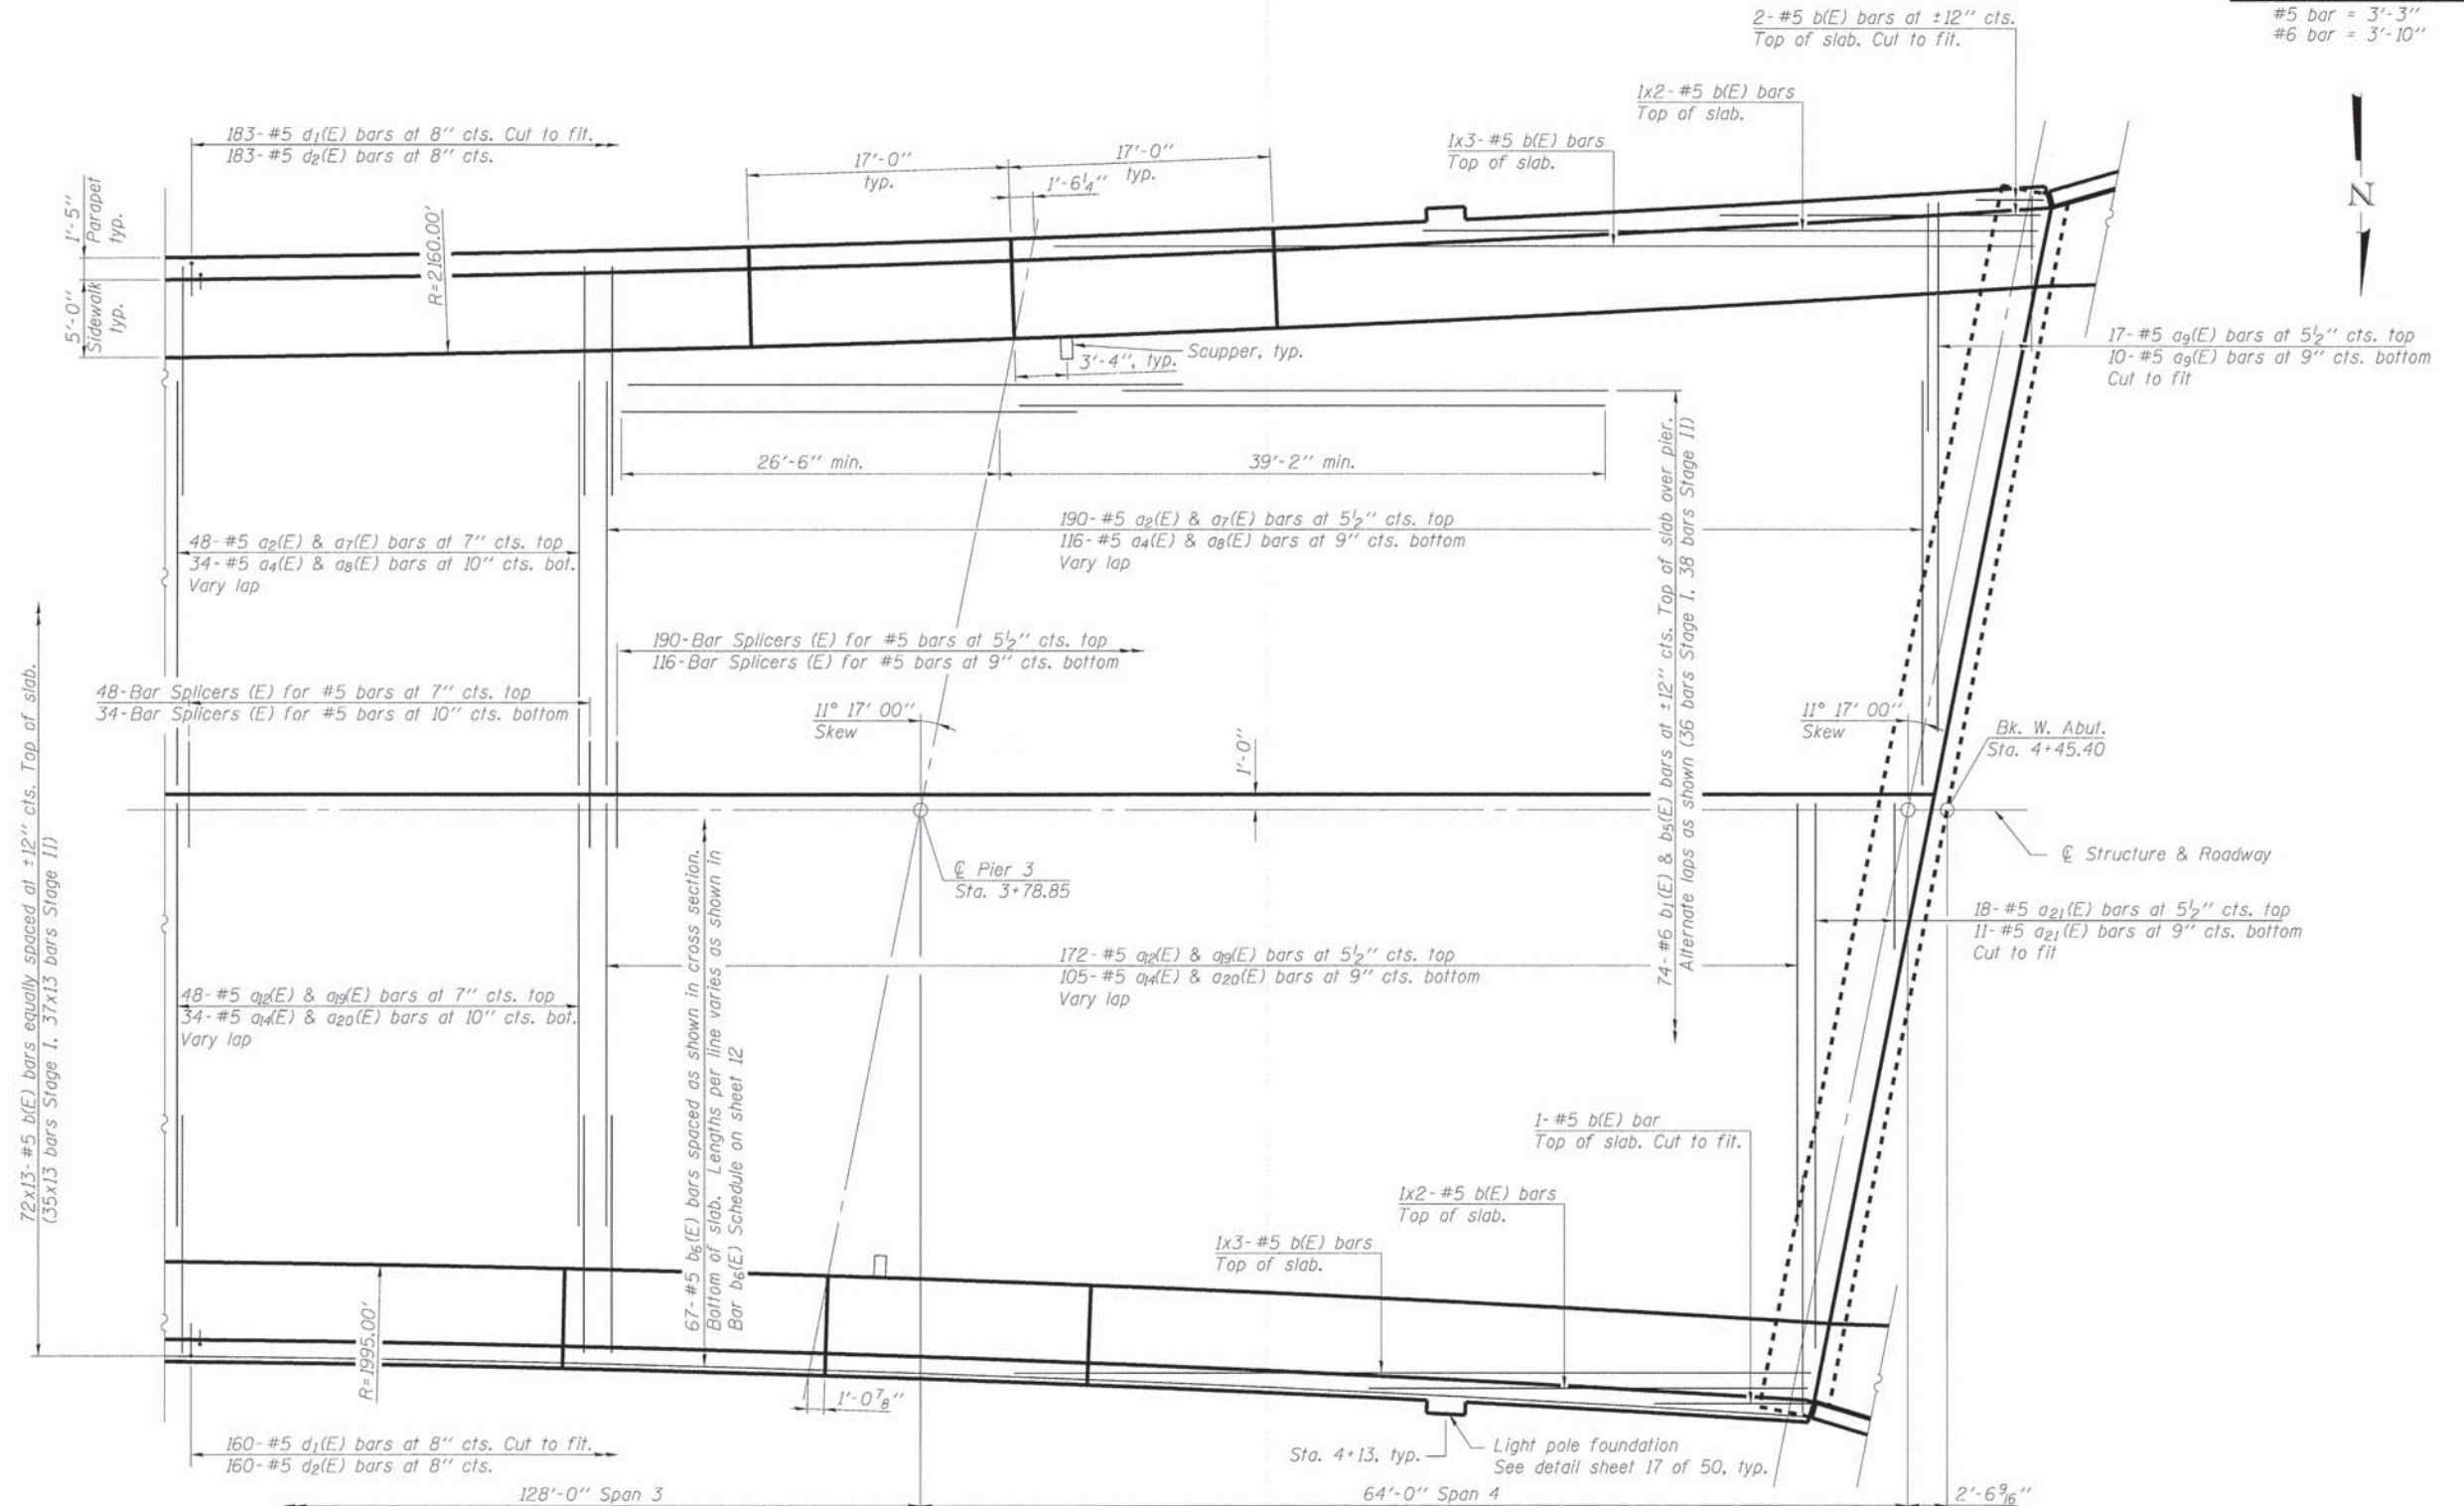 2-#5 b(E) bars at ±12" cts.
Top of slab. Cut to fit.
#5 bar = 3'-3"
#6 bar = 3'-10"
1x2-#5 b(E) bars
Top of slab.
1x3-#5 b(E) bars
Top of slab.
183-#5 d1(E) bars at 8" cts. Cut to fit.
183-#5 d2(E) bars at 8" cts.
17'-0"
typ.
17'-0"
typ.
1'-6¼"
N
1'-5"
Parapet
typ.
5'-0"
Sidewalk
typ.
R=2160.00'
Scupper, typ.
3'-4", typ.
17-#5 a9(E) bars at 5½" cts. top
10-#5 a9(E) bars at 9" cts. bottom
Cut to fit
26'-6" min.
39'-2" min.
48-#5 a2(E) & a7(E) bars at 7" cts. top
34-#5 a4(E) & a8(E) bars at 10" cts. bot.
Vary lap
190-#5 a2(E) & a7(E) bars at 5½" cts. top
116-#5 a4(E) & a8(E) bars at 9" cts. bottom
Vary lap
74-#6 b1(E) & b5(E) bars at ±12" cts. Top of slab over pier.
Alternate laps as shown (36 bars Stage I, 38 bars Stage II)
190-Bar Splicers (E) for #5 bars at 5½" cts. top
116-Bar Splicers (E) for #5 bars at 9" cts. bottom
48-Bar Splicers (E) for #5 bars at 7" cts. top
34-Bar Splicers (E) for #5 bars at 10" cts. bottom
11° 17' 00"
Skew
1'-0"
11° 17' 00"
Skew
Bk. W. Abut.
Sta. 4+45.40
72x13-#5 b(E) bars equally spaced at ±12" cts. Top of slab.
(35x13 bars Stage I, 37x13 bars Stage II)
℄ Pier 3
Sta. 3+78.85
℄ Structure & Roadway
67-#5 b6(E) bars spaced as shown in cross section.
Bottom of slab. Lengths per line varies as shown in
Bar b6(E) Schedule on sheet 12
18-#5 a21(E) bars at 5½" cts. top
11-#5 a21(E) bars at 9" cts. bottom
Cut to fit
172-#5 a12(E) & a19(E) bars at 5½" cts. top
105-#5 a14(E) & a20(E) bars at 9" cts. bottom
Vary lap
48-#5 a12(E) & a19(E) bars at 7" cts. top
34-#5 a14(E) & a20(E) bars at 10" cts. bot.
Vary lap
1-#5 b(E) bar
Top of slab. Cut to fit.
1x2-#5 b(E) bars
Top of slab.
1x3-#5 b(E) bars
Top of slab.
R=1995.00'
1'-0⅞"
160-#5 d1(E) bars at 8" cts. Cut to fit.
160-#5 d2(E) bars at 8" cts.
Sta. 4+13, typ.
Light pole foundation
See detail sheet 17 of 50, typ.
128'-0" Span 3
64'-0" Span 4
2'-6 9/16"